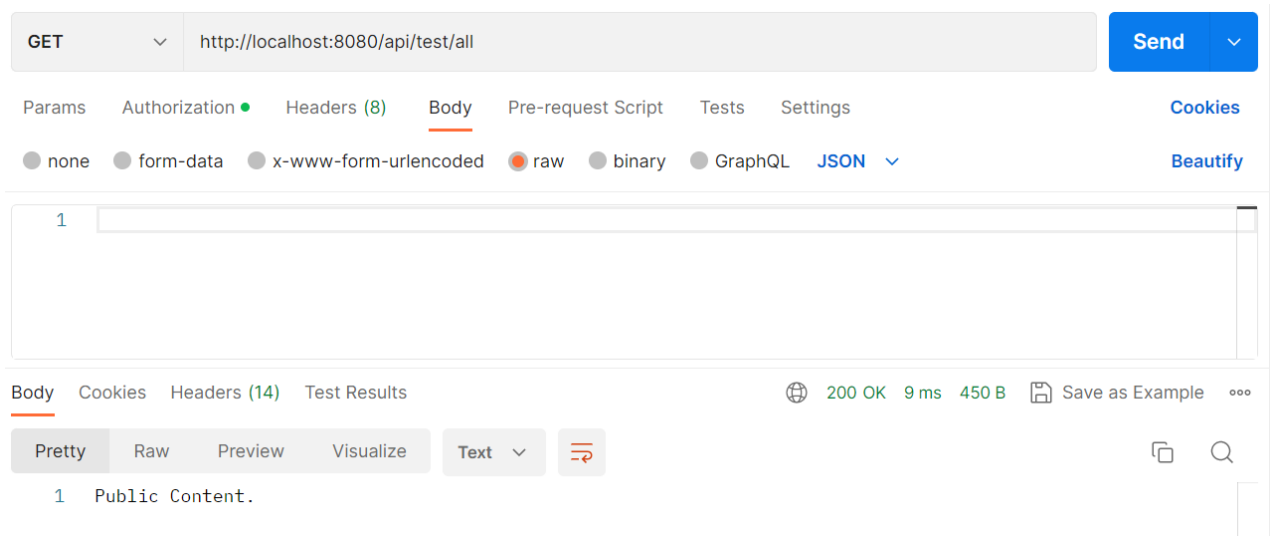 GET http://localhost:8080/api/test/all Send
Params Authorization Headers (8) Body Pre-request Script Tests Settings Cookies
none form-data x-www-form-urlencoded raw binary GraphQL JSON Beautify
1
Body Cookies Headers (14) Test Results 200 OK 9 ms 450 B Save as Example
Pretty Raw Preview Visualize Text
1 Public Content.